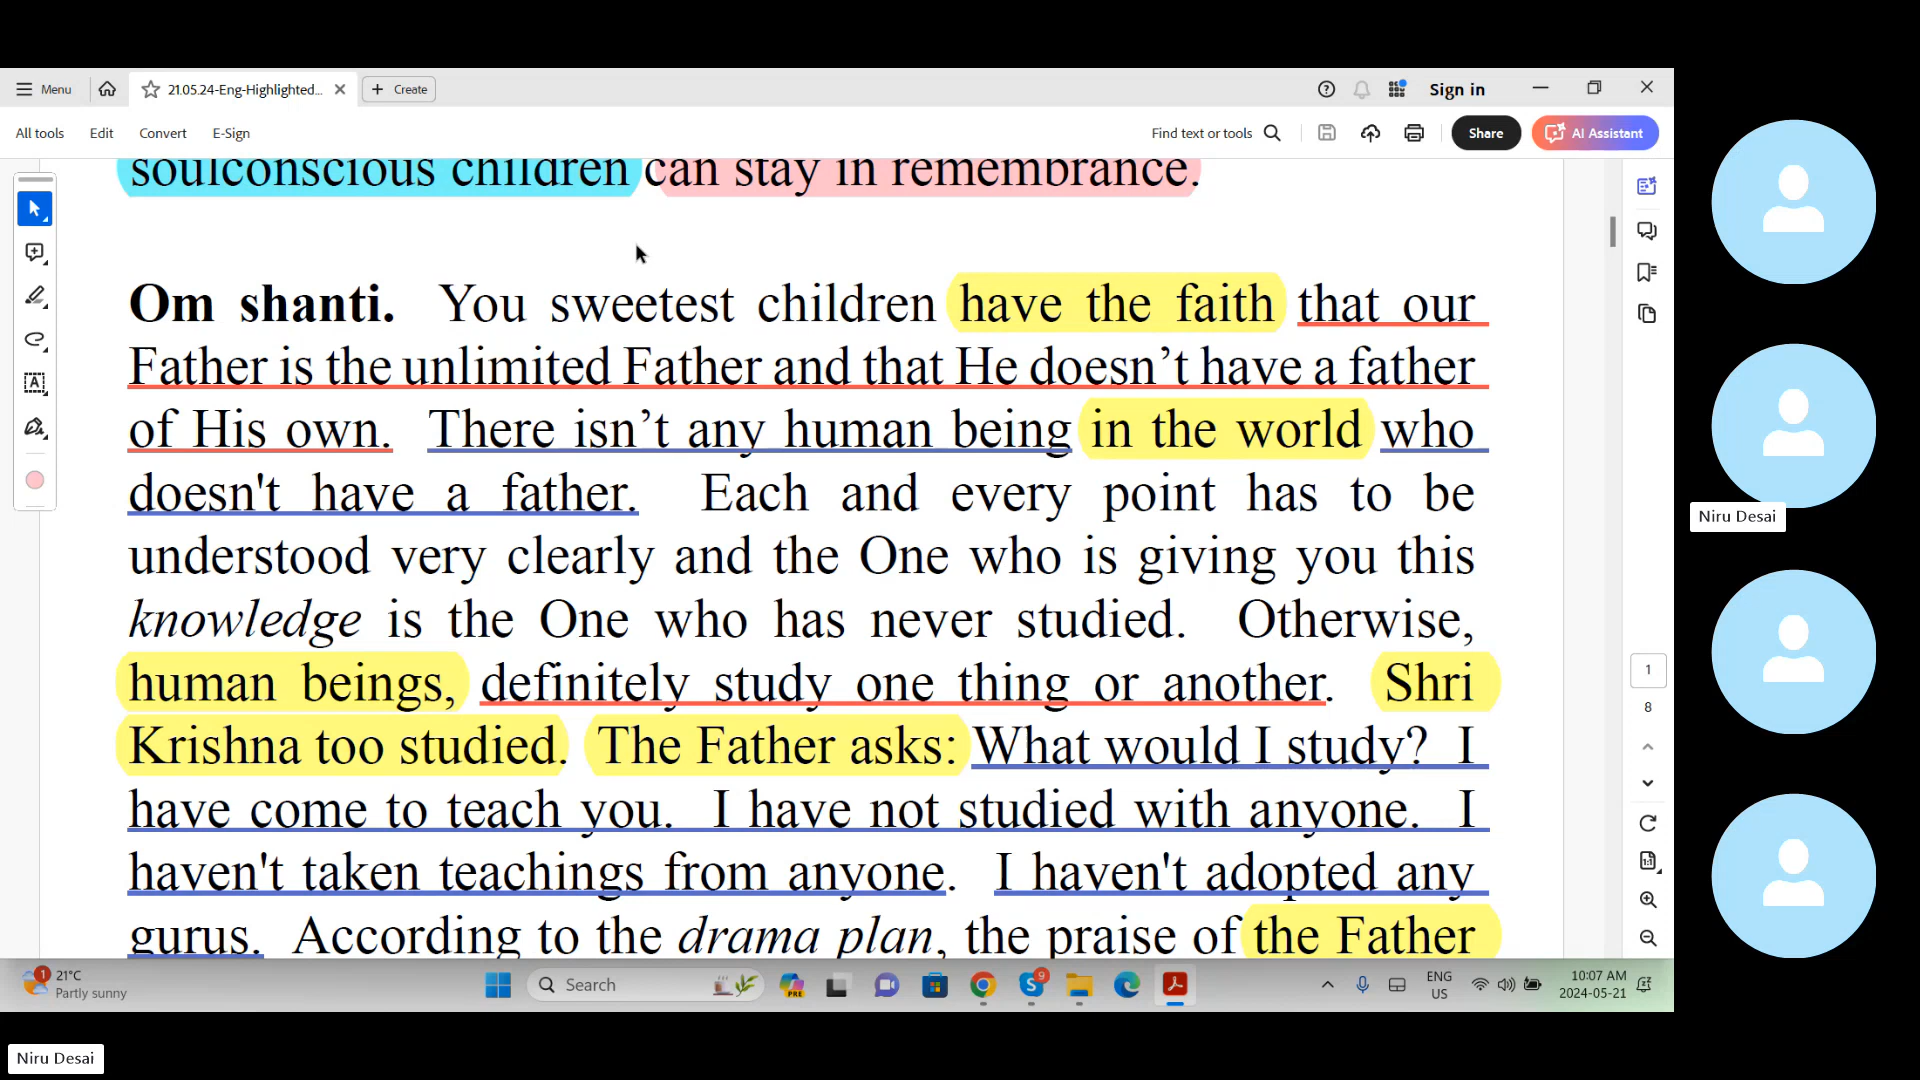 Menu
21.05.24-Eng-Highlighted...
Create
Sign in
All tools
Edit
Convert
E-Sign
Find text or tools
Share
AI Assistant
soulconscious children can stay in remembrance.
Om shanti. You sweetest children have the faith that our
Father is the unlimited Father and that He doesn’t have a father
of His own. There isn’t any human being in the world who
doesn't have a father. Each and every point has to be
understood very clearly and the One who is giving you this
knowledge is the One who has never studied. Otherwise,
human beings, definitely study one thing or another. Shri
Krishna too studied. The Father asks: What would I study? I
have come to teach you. I have not studied with anyone. I
haven't taken teachings from anyone. I haven't adopted any
gurus. According to the drama plan, the praise of the Father
1
8
Niru Desai
1
21°C
Partly sunny
Search
PRE
9
ENG
US
10:07 AM
2024-05-21
Niru Desai